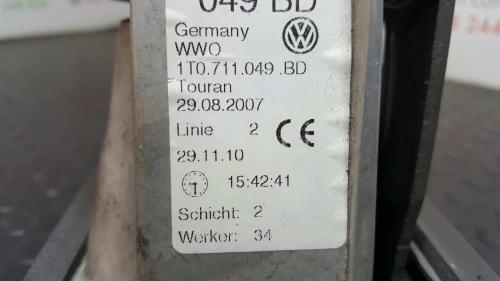 049 BD
Germany
WWO
1T0.711.049 .BD
Touran
29.08.2007
Linie 2 CE
29.11.10
15:42:41
Schicht: 2
Werker: 34